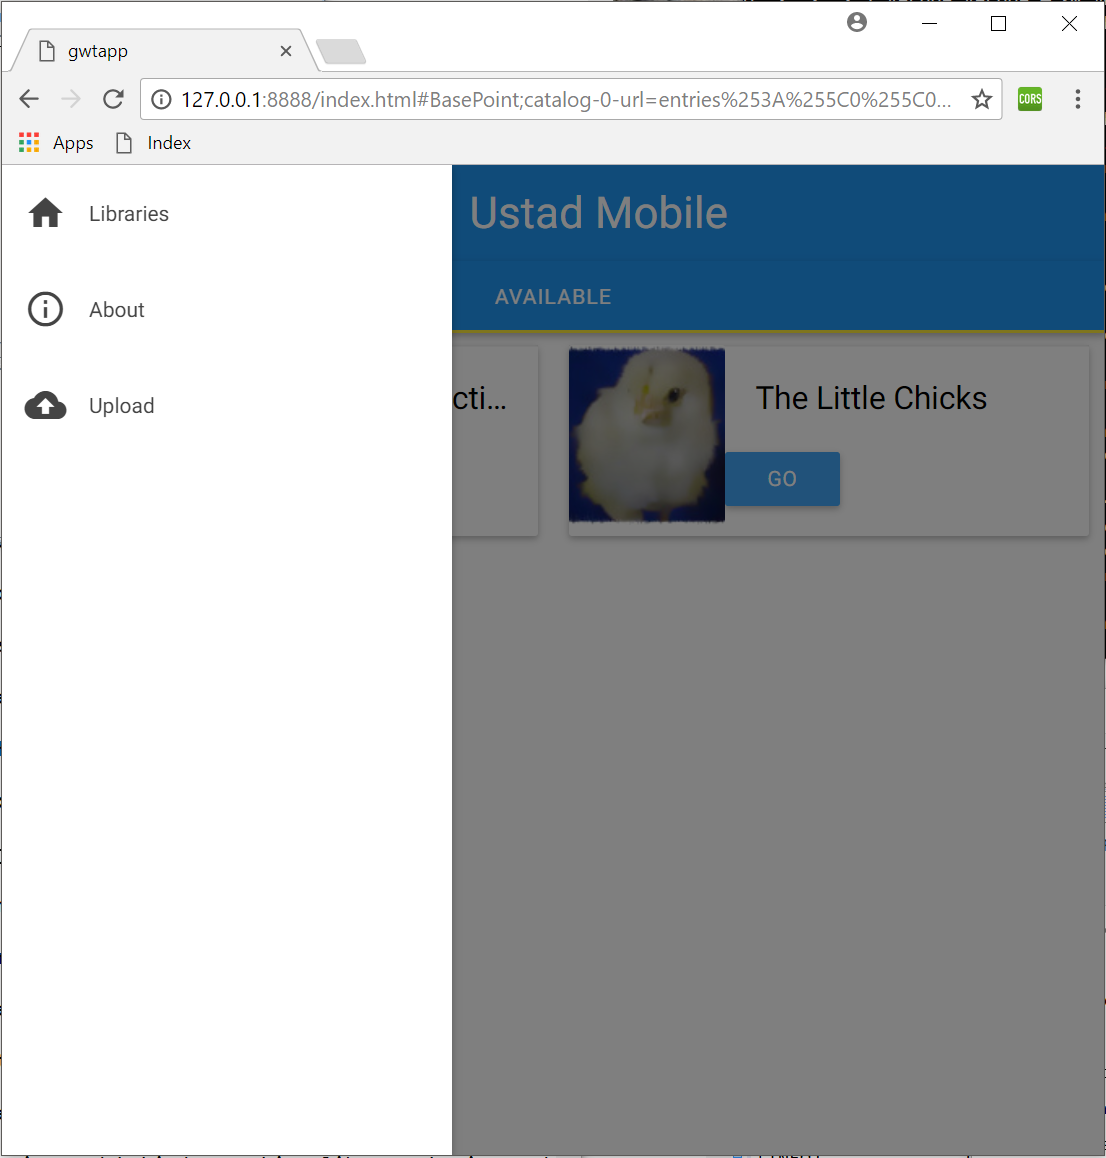 gwtapp
127.0.0.1:8888/index.html#BasePoint;catalog-0-url=entries%253A%255C0%255C0...
CORS
Apps
Index
Libraries
Ustad Mobile
About
AVAILABLE
Upload
cti...
The Little Chicks
GO